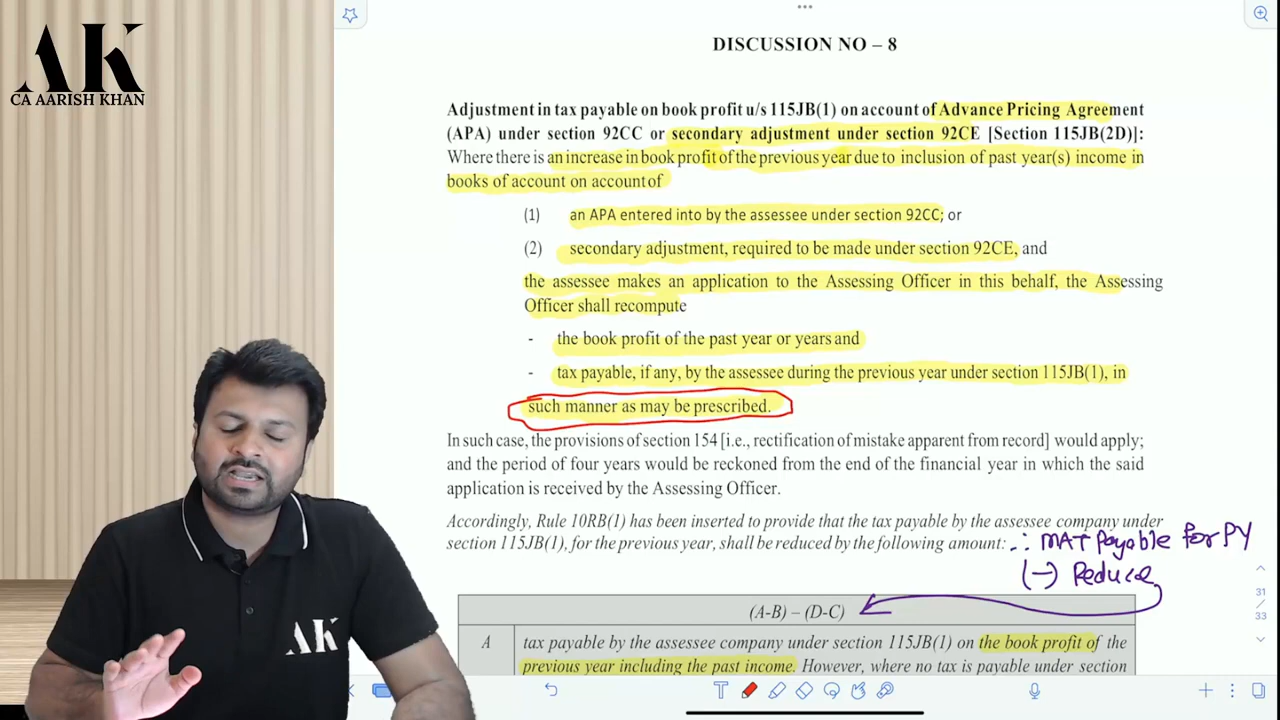 AK
CA AARISH KHAN
DISCUSSION NO – 8
Adjustment in tax payable on book profit u/s 115JB(1) on account of Advance Pricing Agreement
(APA) under section 92CC or secondary adjustment under section 92CE [Section 115JB(2D)]:
Where there is an increase in book profit of the previous year due to inclusion of past year(s) income in
books of account on account of
(1) an APA entered into by the assessee under section 92CC; or
(2) secondary adjustment, required to be made under section 92CE, and
the assessee makes an application to the Assessing Officer in this behalf, the Assessing
Officer shall recompute
- the book profit of the past year or years and
- tax payable, if any, by the assessee during the previous year under section 115JB(1), in
such manner as may be prescribed.
In such case, the provisions of section 154 [i.e., rectification of mistake apparent from record] would apply;
and the period of four years would be reckoned from the end of the financial year in which the said
application is received by the Assessing Officer.
Accordingly, Rule 10RB(1) has been inserted to provide that the tax payable by the assessee company under
section 115JB(1), for the previous year, shall be reduced by the following amount:
∴ MAT Payable for PY
(-) Reduce
(A-B) – (D-C)
A tax payable by the assessee company under section 115JB(1) on the book profit of the
previous year including the past income. However, where no tax is payable under section
31
/
33
AK